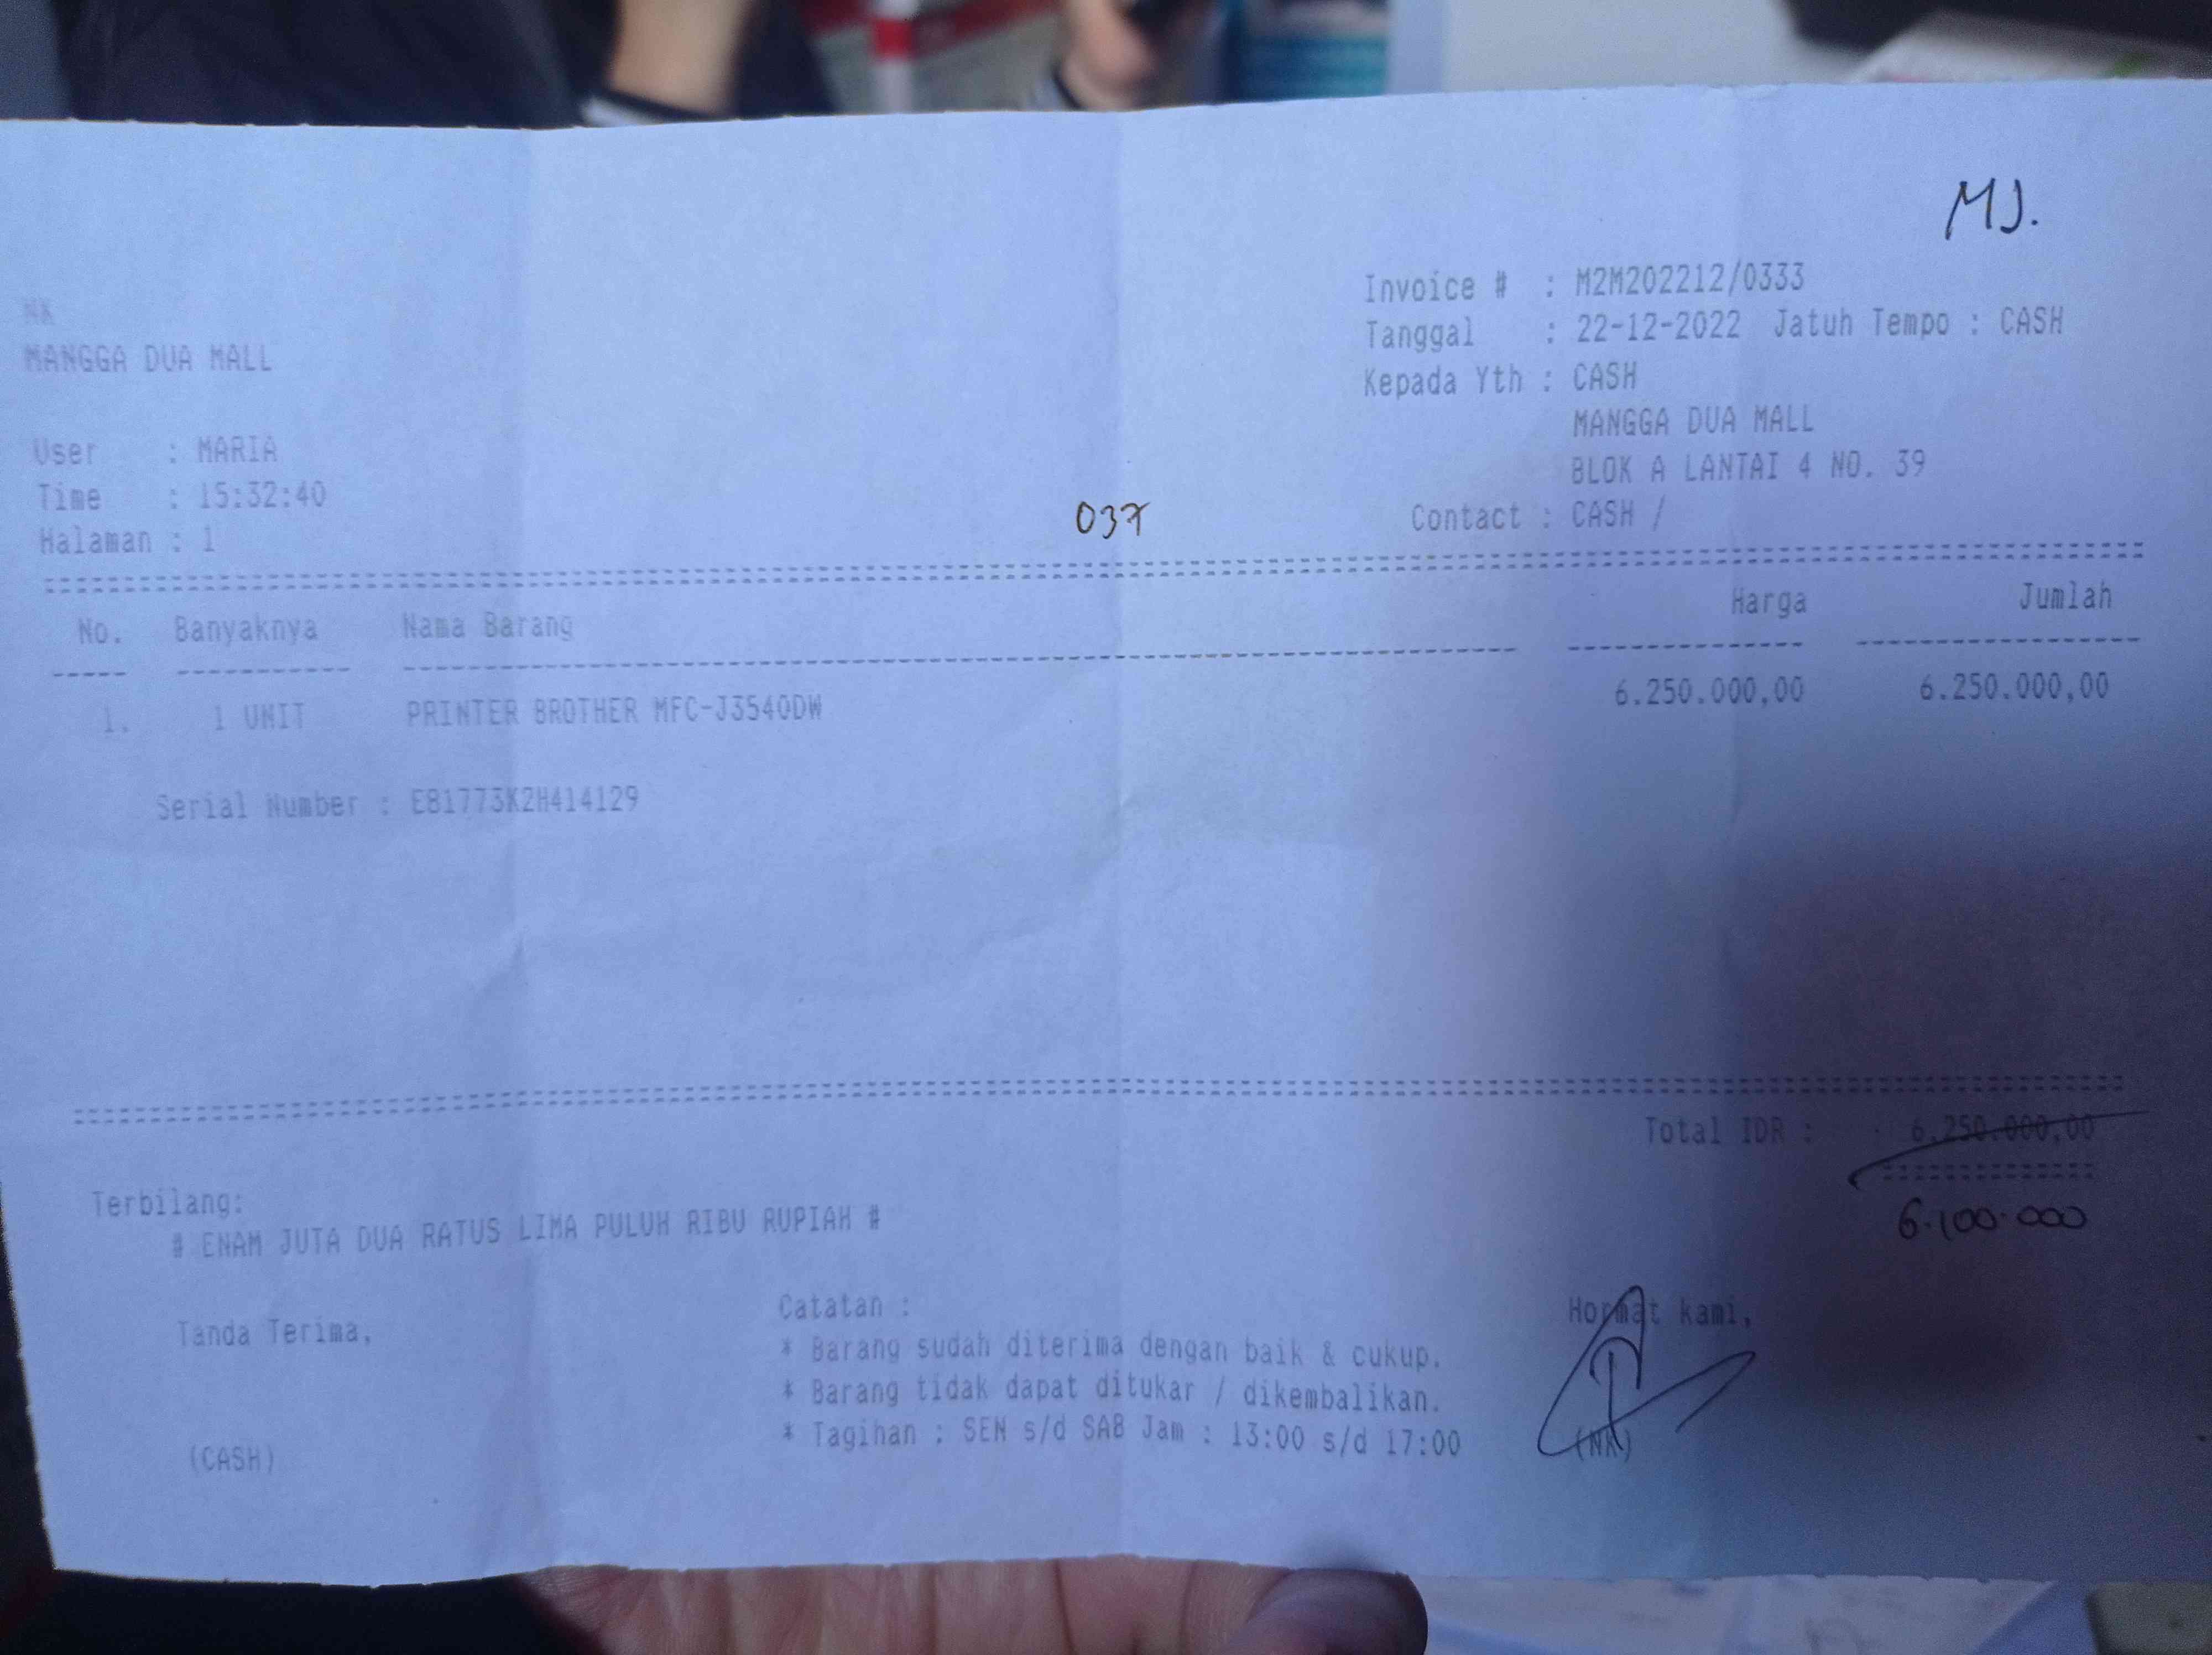 MJ.
NK
MANGGA DUA MALL
User : MARIA
Time : 15:32:40
Halaman : 1
Invoice # : M2M202212/0333
Tanggal : 22-12-2022 Jatuh Tempo : CASH
Kepada Yth : CASH
MANGGA DUA MALL
BLOK A LANTAI 4 NO. 39
Contact : CASH /
037
No. Banyaknya Nama Barang Harga Jumlah
1. 1 UNIT PRINTER BROTHER MFC-J3540DW 6.250.000,00 6.250.000,00
Serial Number : E81773K2H414129
Total IDR : 6.250.000,00
6.100.000
Terbilang:
# ENAM JUTA DUA RATUS LIMA PULUH RIBU RUPIAH #
Tanda Terima,
(CASH)
Catatan :
* Barang sudah diterima dengan baik & cukup.
* Barang tidak dapat ditukar / dikembalikan.
* Tagihan : SEN s/d SAB Jam : 13:00 s/d 17:00
Hormat kami,
(NK)